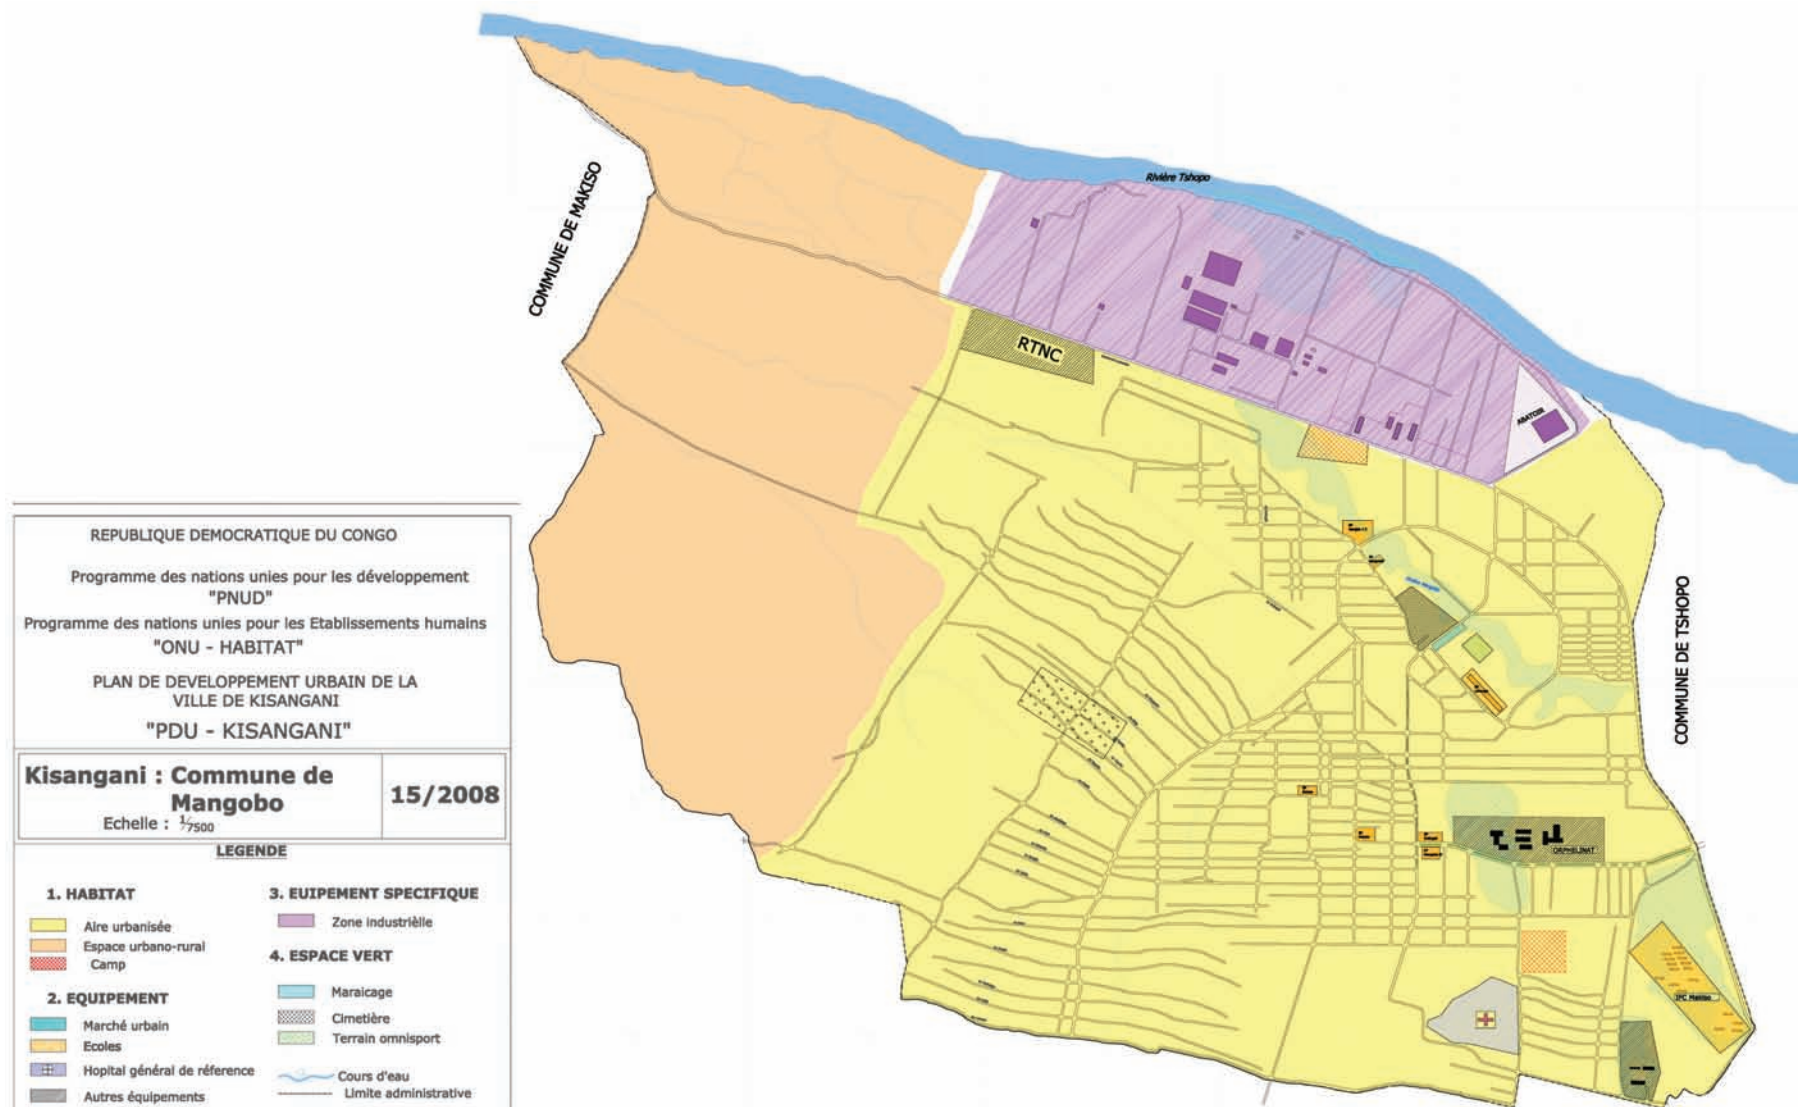 COMMUNE DE MAKISO
Rivière Tshopo
RTNC
ABATOIR
COMMUNE DE TSHOPO
ORPHELINAT
IPC Makiso
REPUBLIQUE DEMOCRATIQUE DU CONGO
Programme des nations unies pour les développement
"PNUD"
Programme des nations unies pour les Etablissements humains
"ONU - HABITAT"
PLAN DE DEVELOPPEMENT URBAIN DE LA
VILLE DE KISANGANI
"PDU - KISANGANI"
Kisangani : Commune de
Mangobo
Echelle : 1/7500
15/2008
LEGENDE
1. HABITAT
Aire urbanisée
Espace urbano-rural
Camp
2. EQUIPEMENT
Marché urbain
Ecoles
Hopital général de réference
Autres équipements
3. EUIPEMENT SPECIFIQUE
Zone industrièlle
4. ESPACE VERT
Maraicage
Cimetière
Terrain omnisport
Cours d'eau
Limite administrative